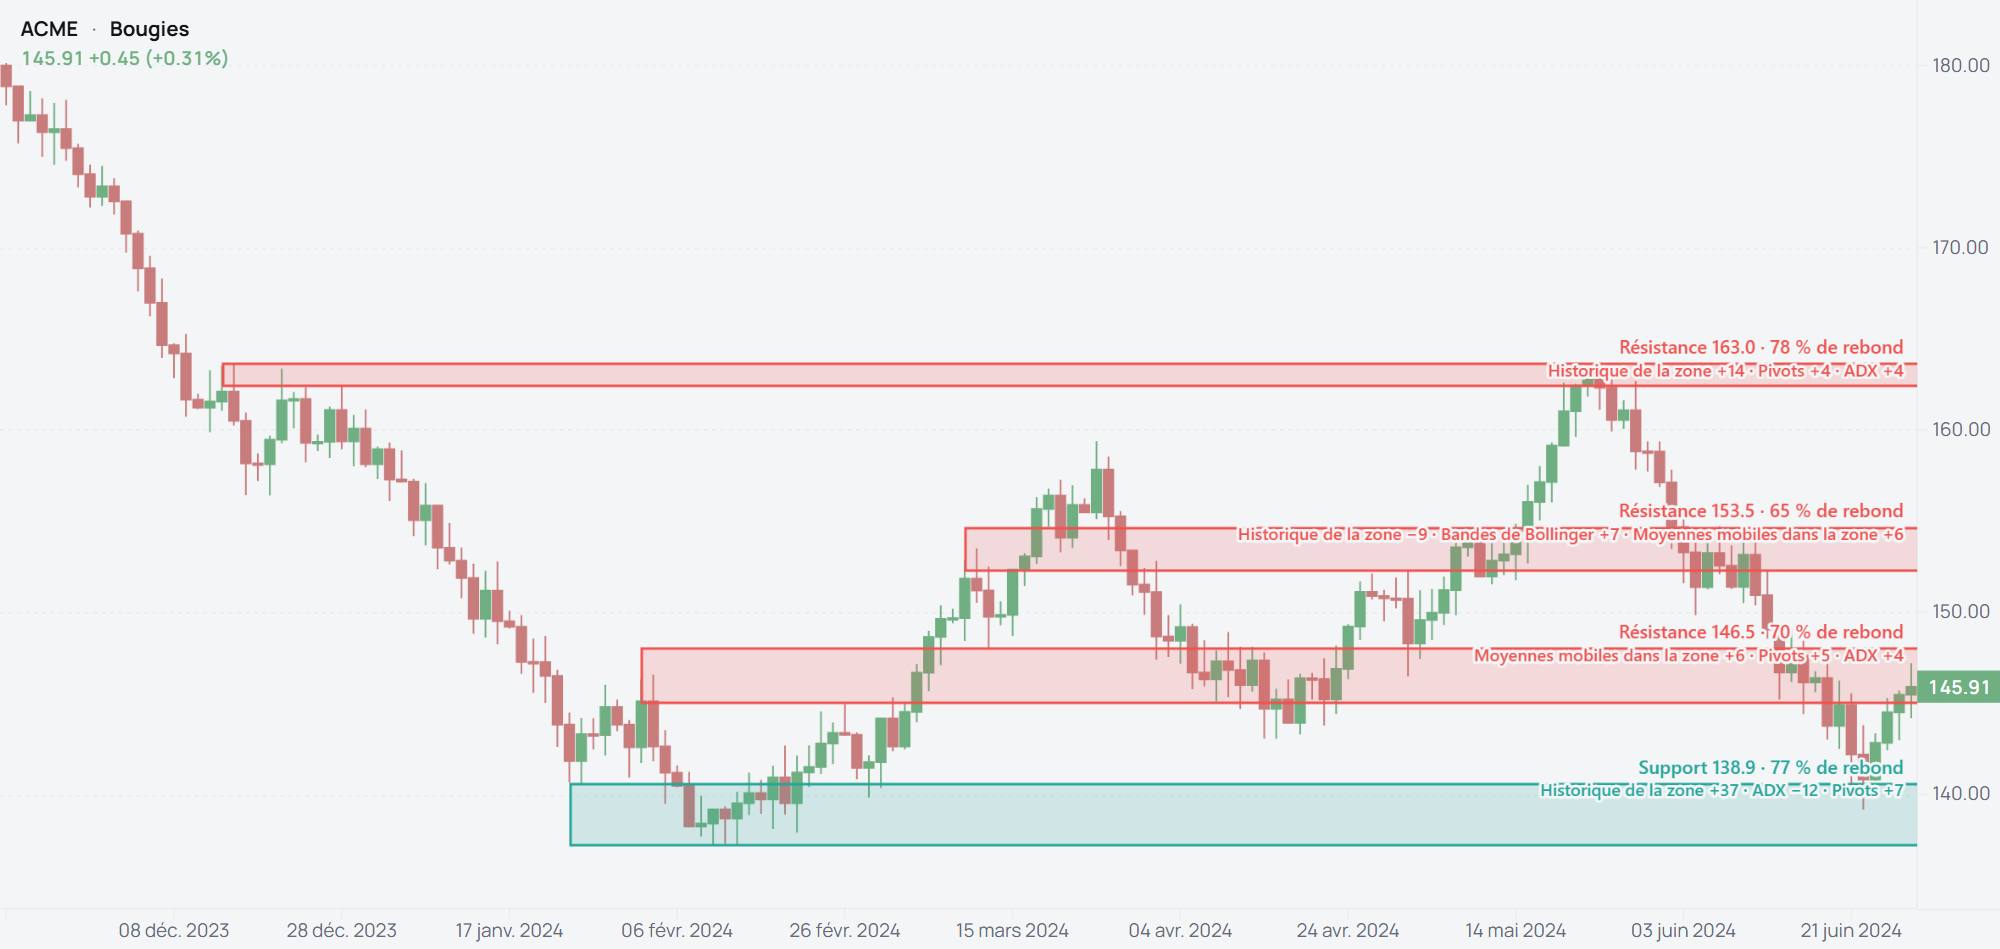 ACME · Bougies
145.91 +0.45 (+0.31%)
180.00
170.00
Résistance 163.0 · 78 % de rebond
Historique de la zone +14 · Pivots +4 · ADX +4
160.00
Résistance 153.5 · 65 % de rebond
Historique de la zone −9 · Bandes de Bollinger +7 · Moyennes mobiles dans la zone +6
150.00
Résistance 146.5 · 70 % de rebond
Moyennes mobiles dans la zone +6 · Pivots +5 · ADX +4
145.91
Support 138.9 · 77 % de rebond
Historique de la zone +37 · ADX −12 · Pivots +7
140.00
08 déc. 2023 28 déc. 2023 17 janv. 2024 06 févr. 2024 26 févr. 2024 15 mars 2024 04 avr. 2024 24 avr. 2024 14 mai 2024 03 juin 2024 21 juin 2024